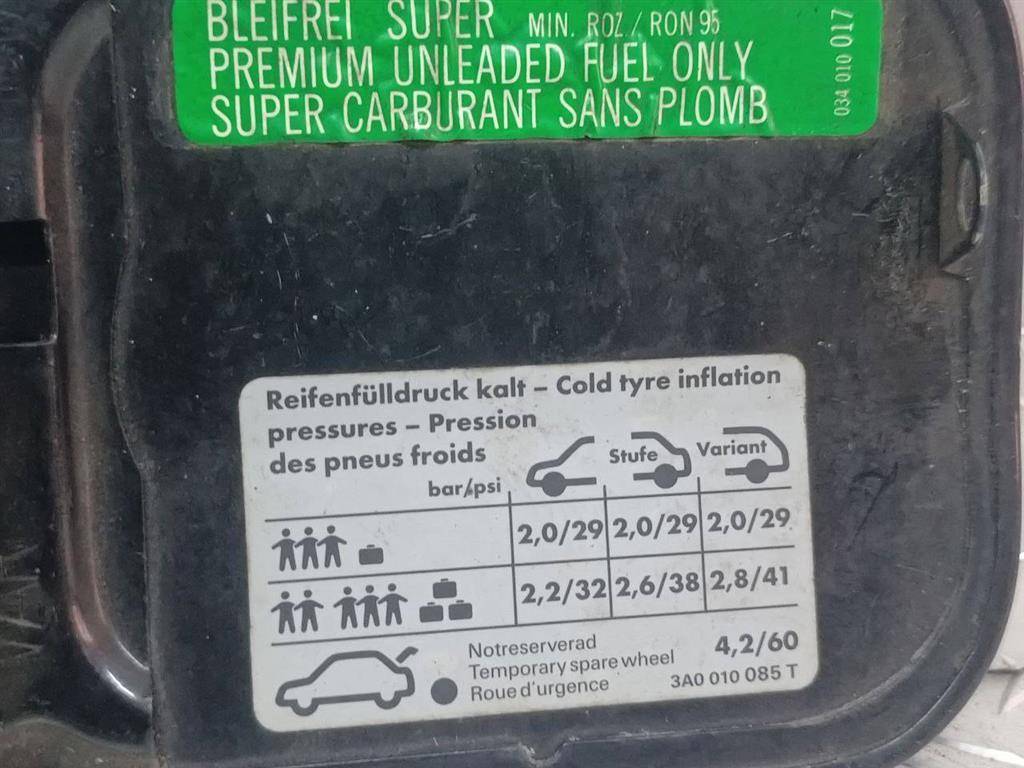 BLEIFREI SUPER MIN. ROZ / RON 95
PREMIUM UNLEADED FUEL ONLY
SUPER CARBURANT SANS PLOMB
034 010 017
Reifenfülldruck kalt – Cold tyre inflation
pressures – Pression
des pneus froids
bar/psi
Stufe
Variant
2,0/29 2,0/29 2,0/29
2,2/32 2,6/38 2,8/41
Notreserverad
Temporary spare wheel
Roue d'urgence
4,2/60
3A0 010 085 T